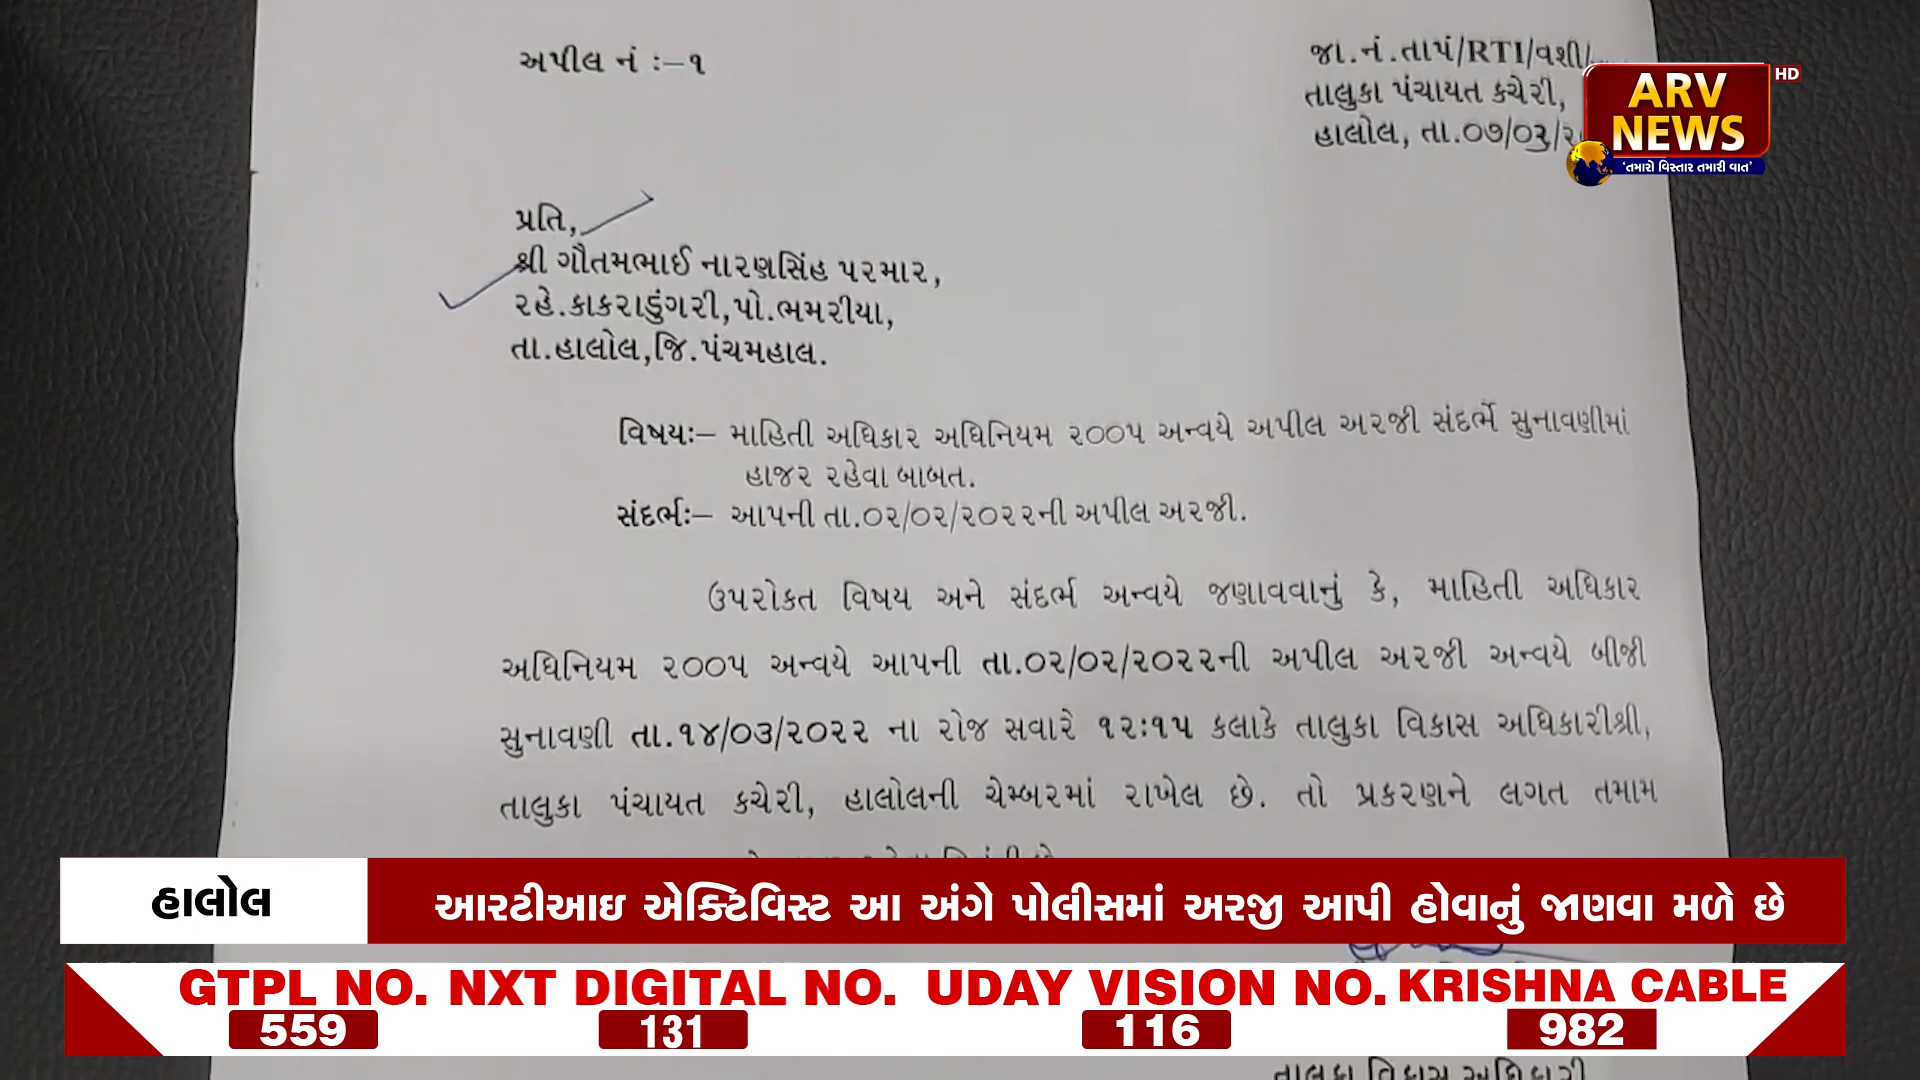 અપીલ નં :–૧
જા.નં.તાપં/RTI/વશી/
તાલુકા પંચાયત કચેરી,
હાલોલ, તા.૦૭/૦૩/૨
ARV NEWS HD
'તમારો વિસ્તાર તમારી વાત'
પ્રતિ,
શ્રી ગૌતમભાઈ નારણસિંહ પરમાર,
રહે.કાકરાડુંગરી,પો.ભમરીયા,
તા.હાલોલ,જિ.પંચમહાલ.
વિષય:– માહિતી અધિકાર અધિનિયમ ૨૦૦૫ અન્વયે અપીલ અરજી સંદર્ભે સુનાવણીમાં
હાજર રહેવા બાબત.
સંદર્ભ:– આપની તા.૦૨/૦૨/૨૦૨૨ની અપીલ અરજી.
ઉપરોકત વિષય અને સંદર્ભ અન્વયે જણાવવાનું કે, માહિતી અધિકાર
અધિનિયમ ૨૦૦૫ અન્વયે આપની તા.૦૨/૦૨/૨૦૨૨ની અપીલ અરજી અન્વયે બીજી
સુનાવણી તા.૧૪/૦૩/૨૦૨૨ ના રોજ સવારે ૧૨:૧૫ કલાકે તાલુકા વિકાસ અધિકારીશ્રી,
તાલુકા પંચાયત કચેરી, હાલોલની ચેમ્બરમાં રાખેલ છે. તો પ્રકરણને લગત તમામ
હાલોલ
આરટીઆઇ એક્ટિવિસ્ટ આ અંગે પોલીસમાં અરજી આપી હોવાનું જાણવા મળે છે
GTPL NO. NXT DIGITAL NO. UDAY VISION NO. KRISHNA CABLE
559 131 116 982
તાલુકા વિકાસ અધિકારી